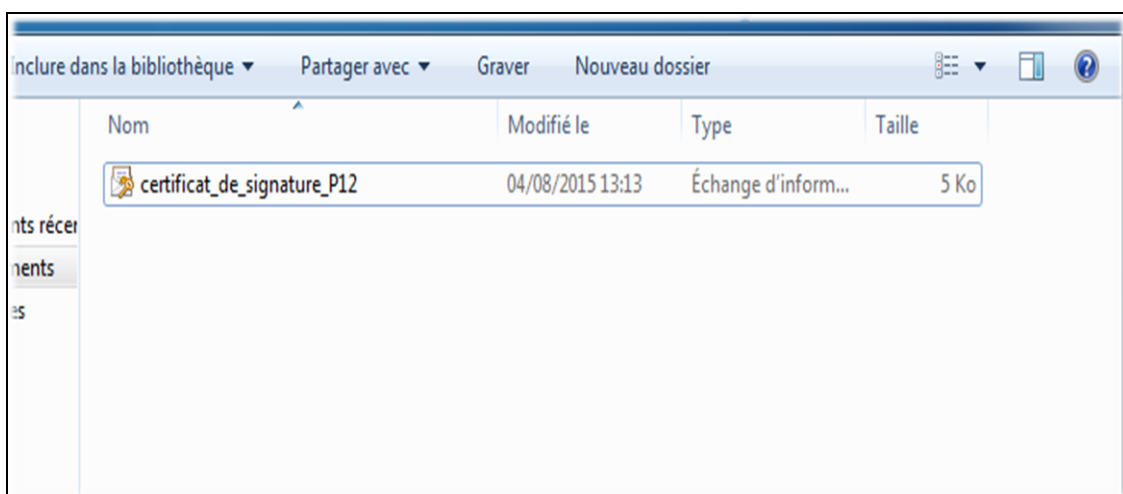 nclure dans la bibliothèque Partager avec Graver Nouveau dossier
Nom Modifié le Type Taille
certificat_de_signature_P12 04/08/2015 13:13 Échange d'inform... 5 Ko
nts récer
nents
es